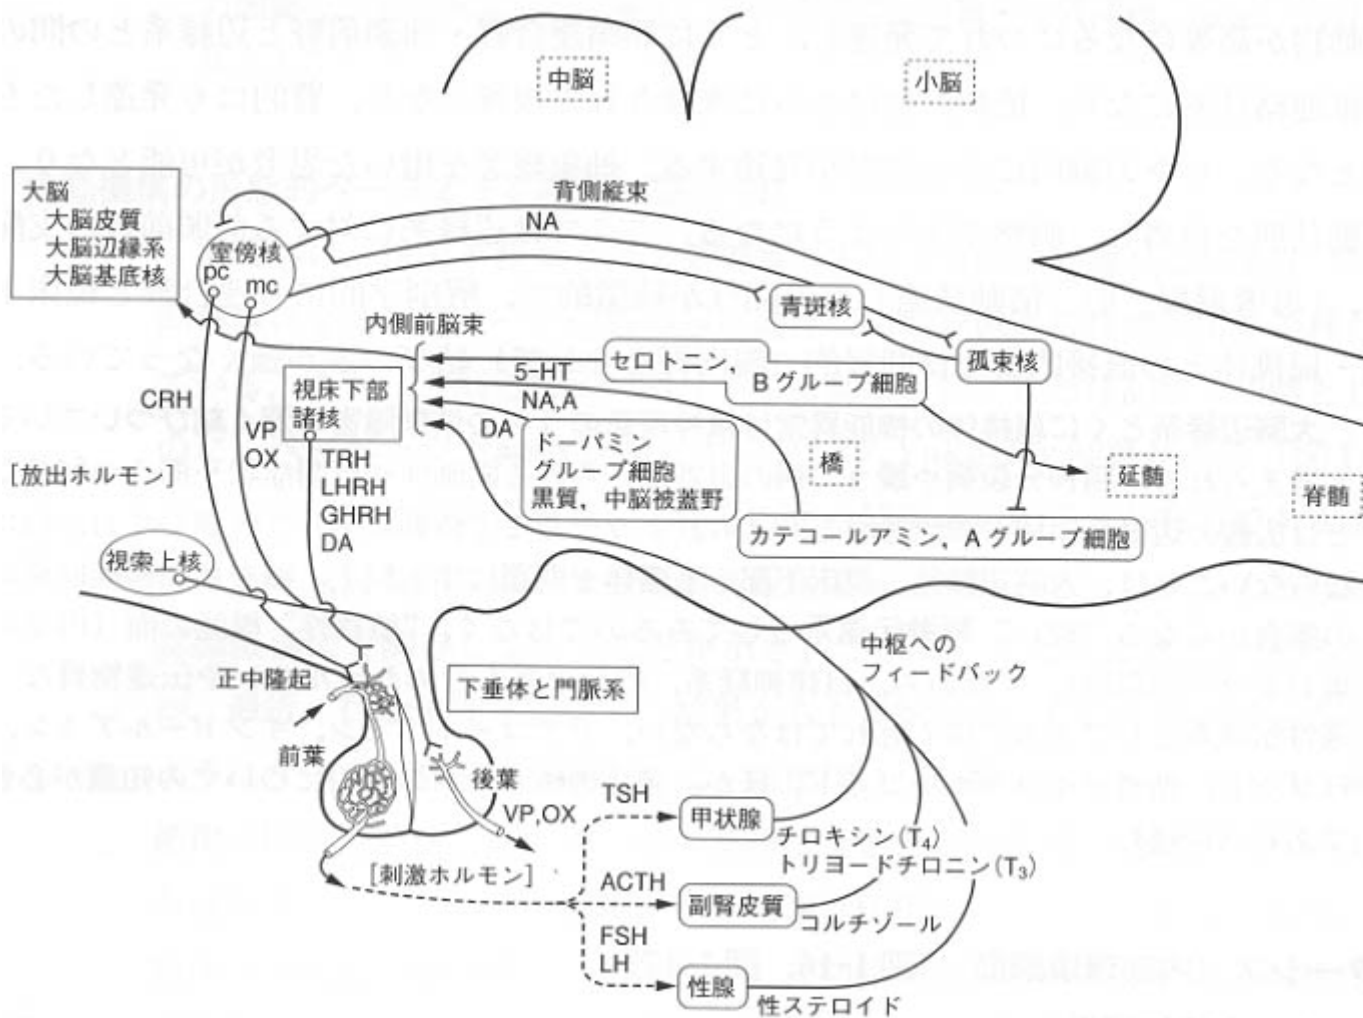 中脳
小脳
大脳
大脳皮質
大脳辺縁系
大脳基底核
室傍核
pc
mc
背側縦束
NA
青斑核
孤束核
内側前脳束
セロトニン、
Bグループ細胞
5-HT
NA,A
DA
視床下部
諸核
CRH
VP
OX
TRH
LHRH
GHRH
DA
[放出ホルモン]
ドーパミン
グループ細胞
黒質，中脳被蓋野
橋
延髄
脊髄
カテコールアミン、Aグループ細胞
視索上核
正中隆起
下垂体と門脈系
中枢への
フィードバック
前葉
後葉
VP,OX
[刺激ホルモン]
TSH
甲状腺
チロキシン(T₄)
トリヨードチロニン(T₃)
ACTH
副腎皮質
コルチゾール
FSH
LH
性腺
性ステロイド